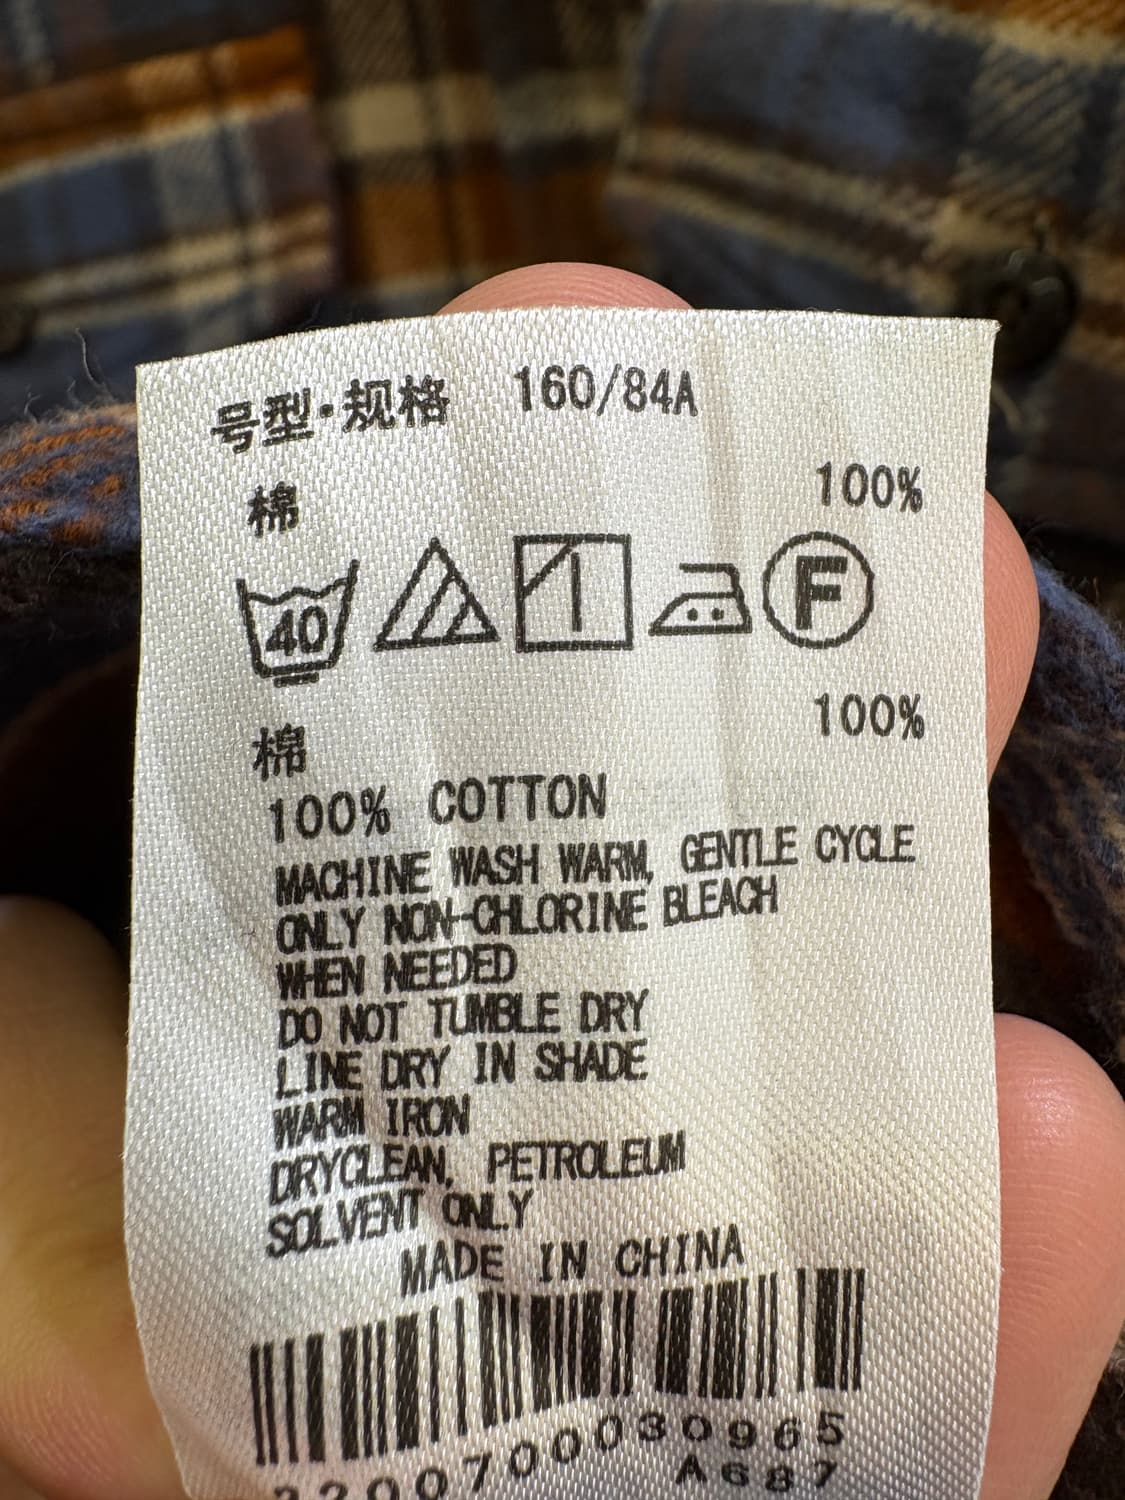 号型·规格 160/84A
棉 100%
40 F
棉 100%
100% COTTON
MACHINE WASH WARM, GENTLE CYCLE
ONLY NON-CHLORINE BLEACH
WHEN NEEDED
DO NOT TUMBLE DRY
LINE DRY IN SHADE
WARM IRON
DRYCLEAN, PETROLEUM
SOLVENT ONLY
MADE IN CHINA
2200700030965
A687